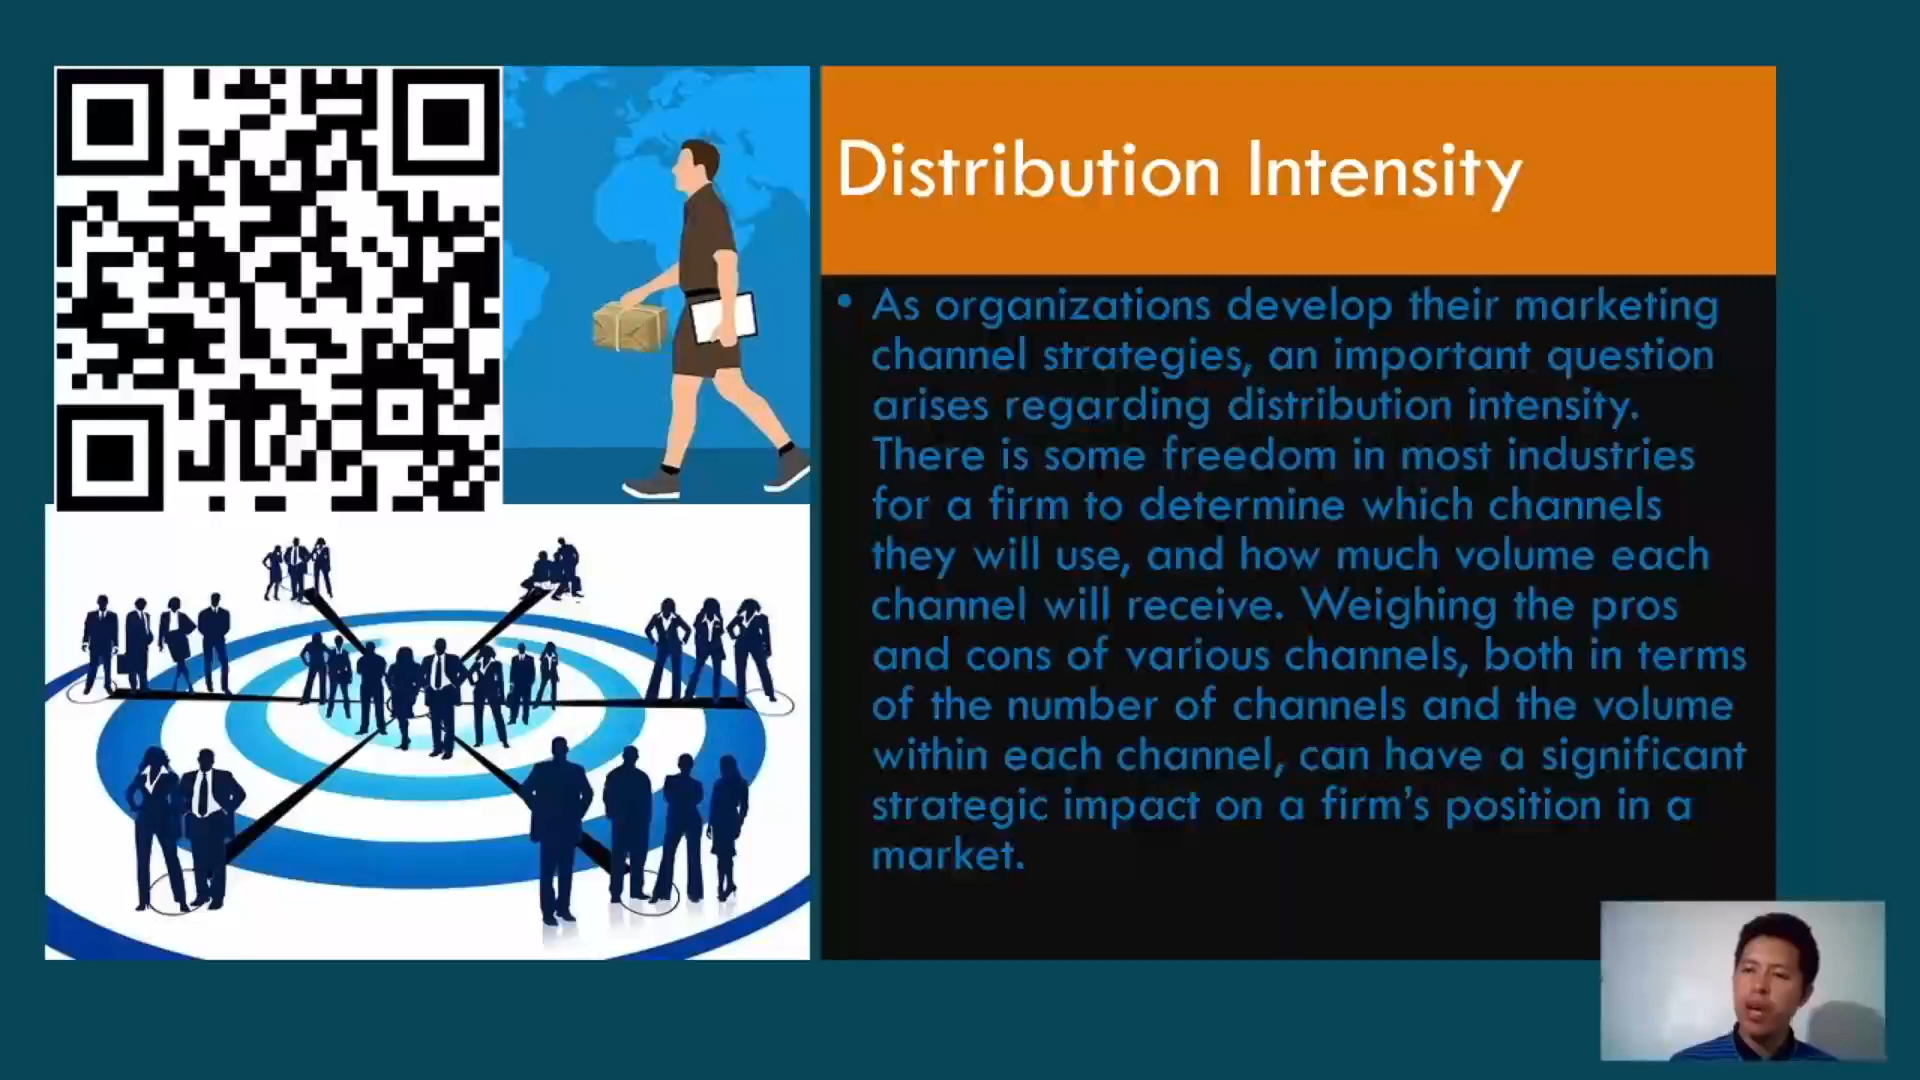 Distribution Intensity
• As organizations develop their marketing
channel strategies, an important question
arises regarding distribution intensity.
There is some freedom in most industries
for a firm to determine which channels
they will use, and how much volume each
channel will receive. Weighing the pros
and cons of various channels, both in terms
of the number of channels and the volume
within each channel, can have a significant
strategic impact on a firm’s position in a
market.